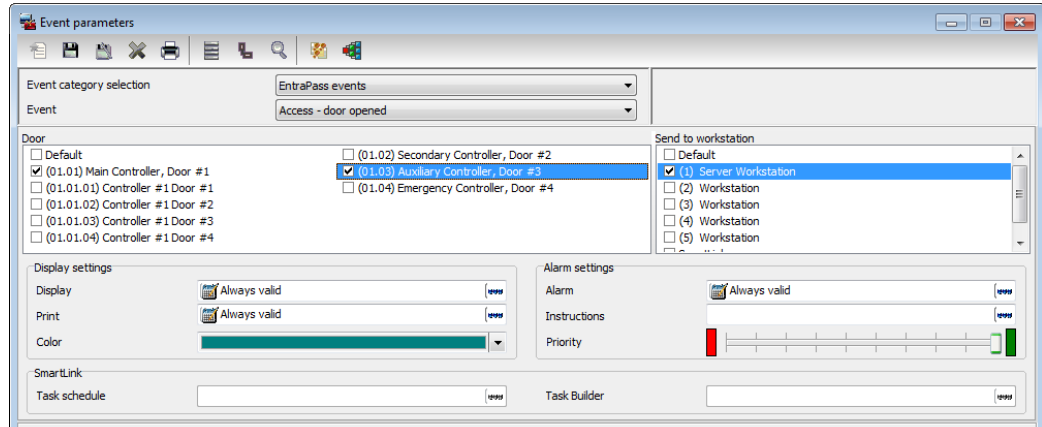 Event parameters
Event category selection
EntraPass events
Event
Access - door opened
Door
Default
(01.01) Main Controller, Door #1
(01.01.01) Controller #1 Door #1
(01.01.02) Controller #1 Door #2
(01.01.03) Controller #1 Door #3
(01.01.04) Controller #1 Door #4
(01.02) Secondary Controller, Door #2
(01.03) Auxiliary Controller, Door #3
(01.04) Emergency Controller, Door #4
Send to workstation
Default
(1) Server Workstation
(2) Workstation
(3) Workstation
(4) Workstation
(5) Workstation
Display settings
Display
Always valid
Print
Always valid
Color
Alarm settings
Alarm
Always valid
Instructions
Priority
SmartLink
Task schedule
Task Builder